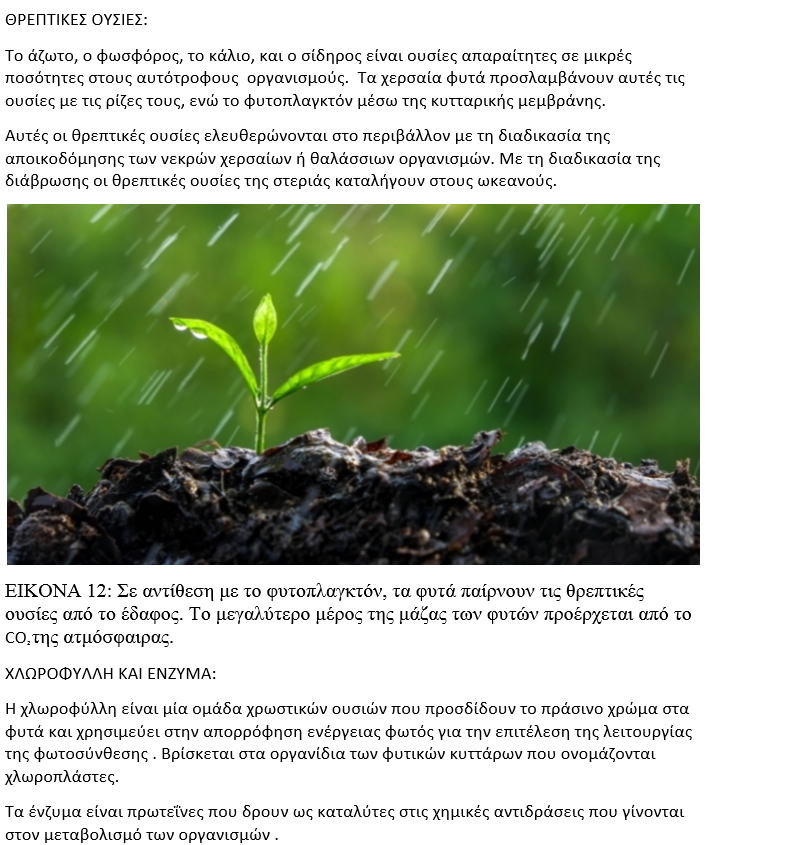 ΘΡΕΠΤΙΚΕΣ ΟΥΣΙΕΣ:
Το άζωτο, ο φωσφόρος, το κάλιο, και ο σίδηρος είναι ουσίες απαραίτητες σε μικρές
ποσότητες στους αυτότροφους  οργανισμούς.  Τα χερσαία φυτά προσλαμβάνουν αυτές τις
ουσίες με τις ρίζες τους, ενώ το φυτοπλαγκτόν μέσω της κυτταρικής μεμβράνης.
Αυτές οι θρεπτικές ουσίες ελευθερώνονται στο περιβάλλον με τη διαδικασία της
αποικοδόμησης των νεκρών χερσαίων ή θαλάσσιων οργανισμών. Με τη διαδικασία της
διάβρωσης οι θρεπτικές ουσίες της στεριάς καταλήγουν στους ωκεανούς.
ΕΙΚΟΝΑ 12: Σε αντίθεση με το φυτοπλαγκτόν, τα φυτά παίρνουν τις θρεπτικές
ουσίες από το έδαφος. Το μεγαλύτερο μέρος της μάζας των φυτών προέρχεται από το
CO₂της ατμόσφαιρας.
ΧΛΩΡΟΦΥΛΛΗ ΚΑΙ ΕΝΖΥΜΑ:
Η χλωροφύλλη είναι μία ομάδα χρωστικών ουσιών που προσδίδουν το πράσινο χρώμα στα
φυτά και χρησιμεύει στην απορρόφηση ενέργειας φωτός για την επιτέλεση της λειτουργίας
της φωτοσύνθεσης . Βρίσκεται στα οργανίδια των φυτικών κυττάρων που ονομάζονται
χλωροπλάστες.
Τα ένζυμα είναι πρωτεΐνες που δρουν ως καταλύτες στις χημικές αντιδράσεις που γίνονται
στον μεταβολισμό των οργανισμών .